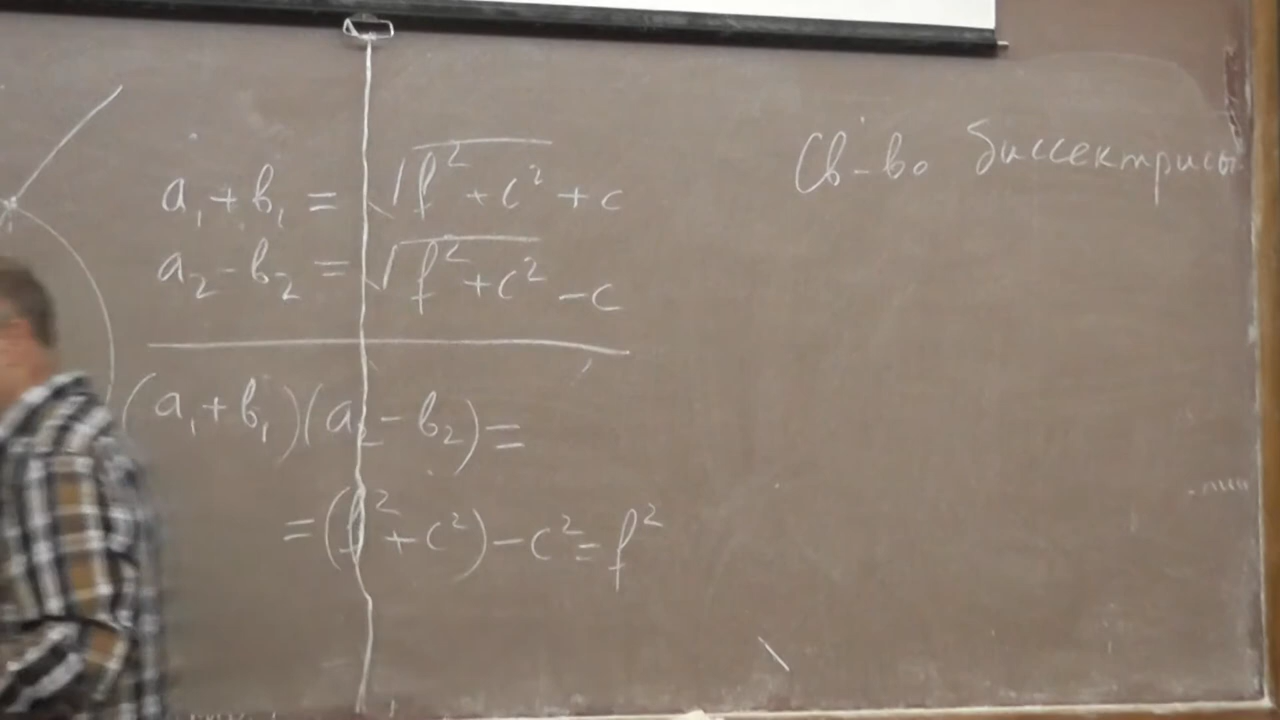 a₁+b₁ = √f²+c² +c
a₂-b₂ = √f²+c² -c
(a₁+b₁)(a₂-b₂)=
=(f²+c²)-c²=f²
Св-во биссектрисы